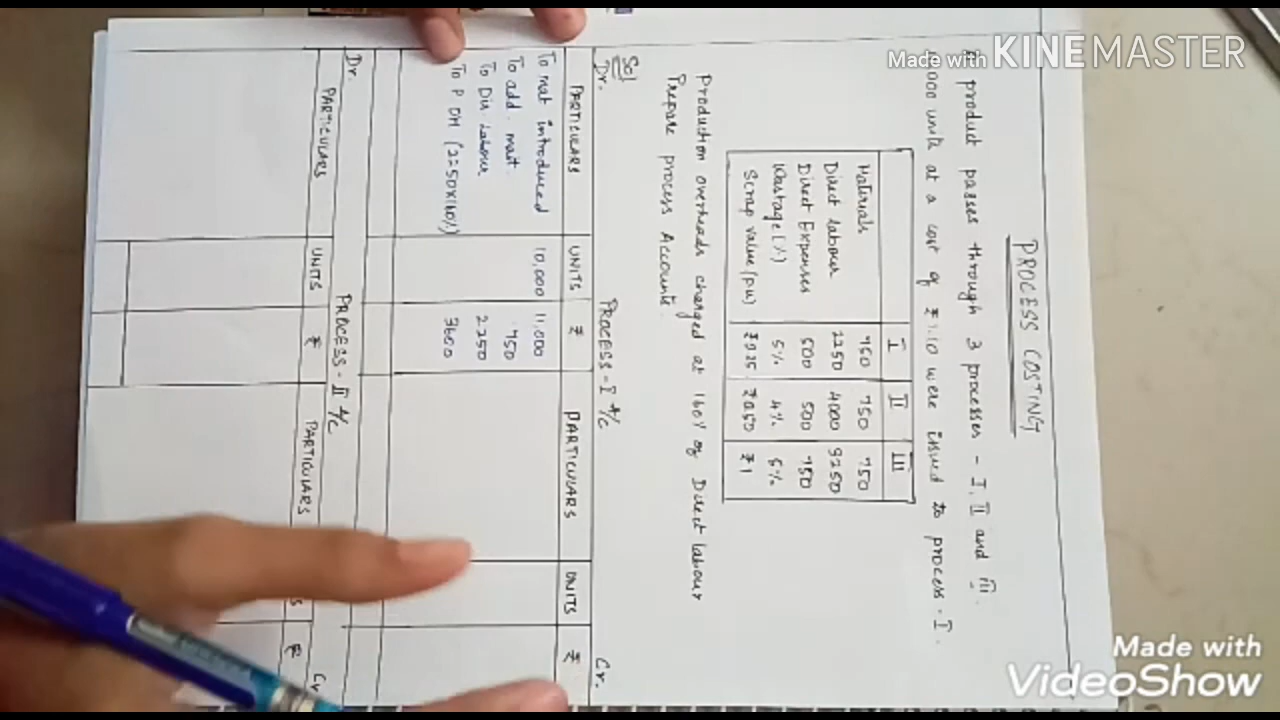 Made with KINEMASTER
PROCESS COSTING
product passes through 3 processes - I, II and III.
000 units at a cost of ₹ 1.10 were issued to process - I.
I II III
Materials 750 750 750
Direct labour 2250 4000 9250
Direct Expenses 500 500 750
Wastage (%) 5% 4% 5%
Scrap value (pu) ₹0.25 ₹0.50 ₹1
Production overheads charged at 160% of Direct labour
Prepare process Accounts.
Sol
Dr. PROCESS - I A/c Cr.
PARTICULARS UNITS ₹ PARTICULARS UNITS ₹
To mat introduced 10,000 11,000
To add. mat. 750
To Dir labour 2250
To P OH (2250X160%) 3600
Dr. PROCESS - II A/c Cr
PARTICULARS UNITS ₹ PARTICULARS ₹
Made with
VideoShow